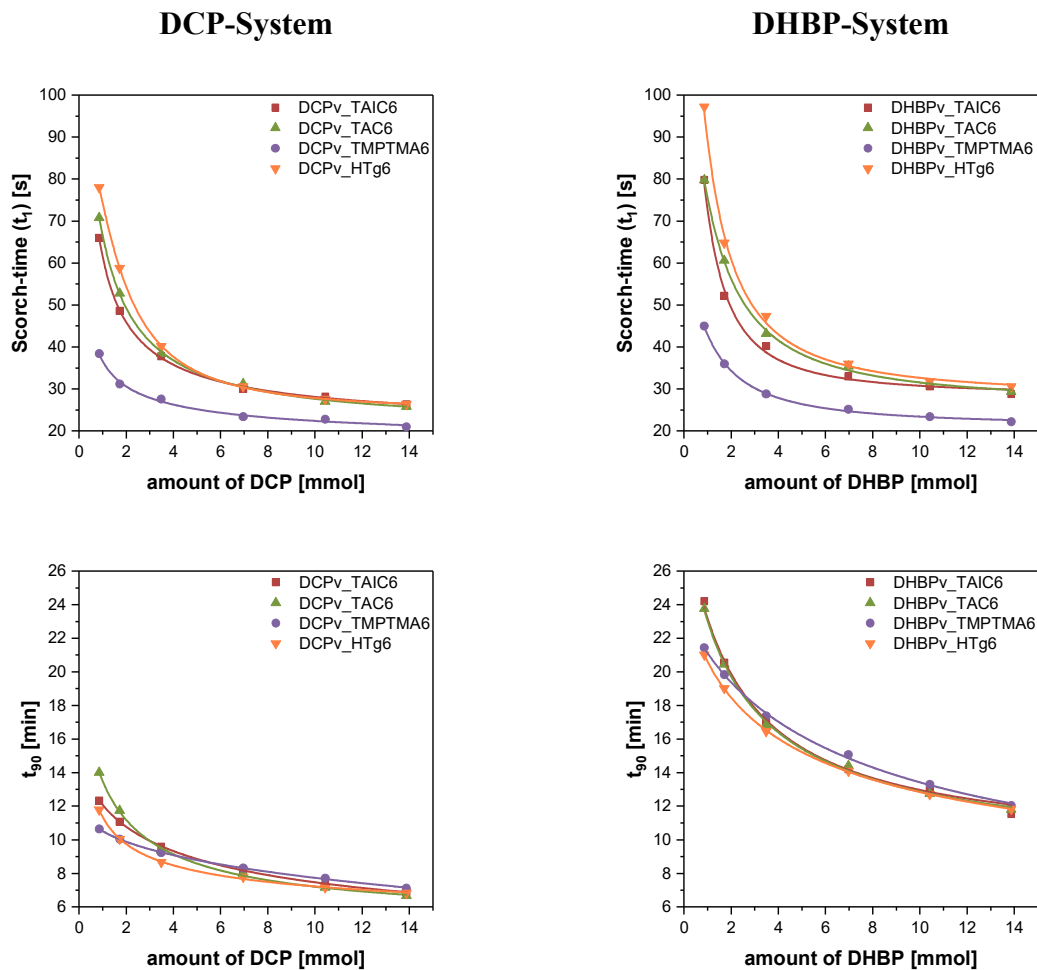 DCP-System
DHBP-System
100
90
80
70
60
50
40
30
20
Scorch-time (t₁) [s]
DCPv_TAIC6
DCPv_TAC6
DCPv_TMPTMA6
DCPv_HTg6
0 2 4 6 8 10 12 14
amount of DCP [mmol]
100
90
80
70
60
50
40
30
20
Scorch-time (t₁) [s]
DHBPv_TAIC6
DHBPv_TAC6
DHBPv_TMPTMA6
DHBPv_HTg6
0 2 4 6 8 10 12 14
amount of DHBP [mmol]
26
24
22
20
18
16
14
12
10
8
6
t₉₀ [min]
DCPv_TAIC6
DCPv_TAC6
DCPv_TMPTMA6
DCPv_HTg6
0 2 4 6 8 10 12 14
amount of DCP [mmol]
26
24
22
20
18
16
14
12
10
8
6
t₉₀ [min]
DHBPv_TAIC6
DHBPv_TAC6
DHBPv_TMPTMA6
DHBPv_HTg6
0 2 4 6 8 10 12 14
amount of DHBP [mmol]